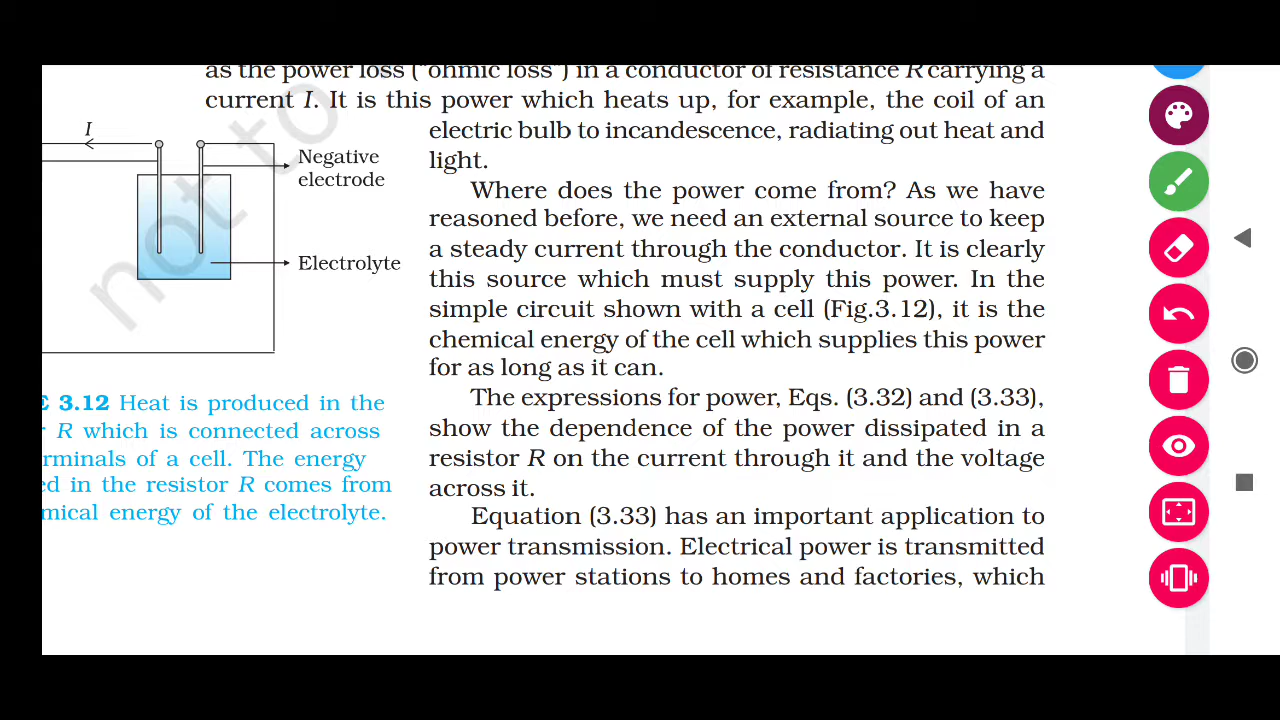 as the power loss ("ohmic loss") in a conductor of resistance R carrying a
current I. It is this power which heats up, for example, the coil of an
electric bulb to incandescence, radiating out heat and
light.
Where does the power come from? As we have
reasoned before, we need an external source to keep
a steady current through the conductor. It is clearly
this source which must supply this power. In the
simple circuit shown with a cell (Fig.3.12), it is the
chemical energy of the cell which supplies this power
for as long as it can.
The expressions for power, Eqs. (3.32) and (3.33),
show the dependence of the power dissipated in a
resistor R on the current through it and the voltage
across it.
Equation (3.33) has an important application to
power transmission. Electrical power is transmitted
from power stations to homes and factories, which
I
Negative
electrode
Electrolyte
not to
3.12 Heat is produced in the
R which is connected across
rminals of a cell. The energy
ed in the resistor R comes from
mical energy of the electrolyte.